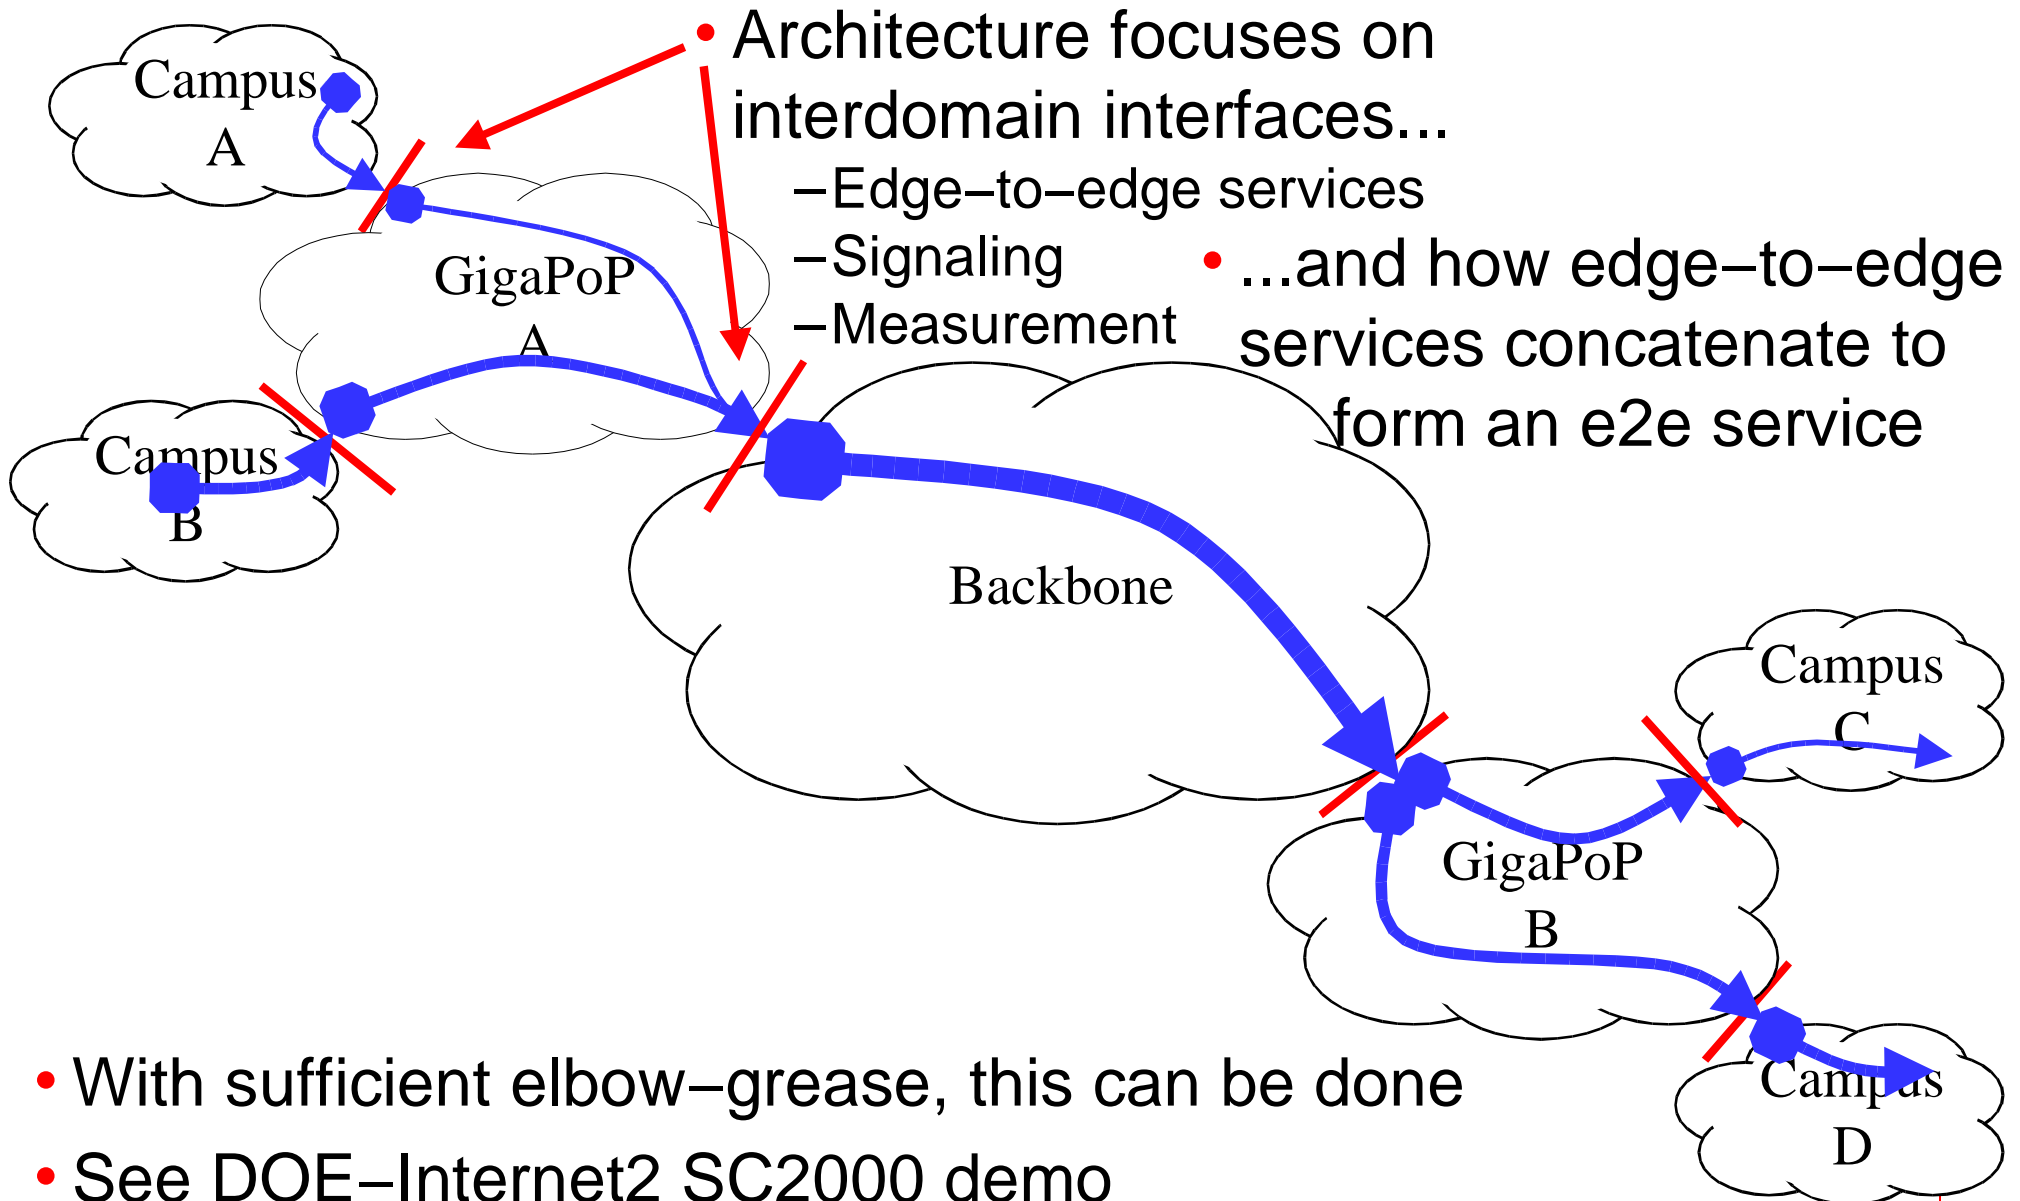 • Architecture focuses on
interdomain interfaces...
–Edge–to–edge services
–Signaling
–Measurement
• ...and how edge–to–edge
services concatenate to
form an e2e service
Campus
A
GigaPoP
A
Campus
B
Backbone
Campus
C
GigaPoP
B
Campus
D
• With sufficient elbow–grease, this can be done
• See DOE–Internet2 SC2000 demo